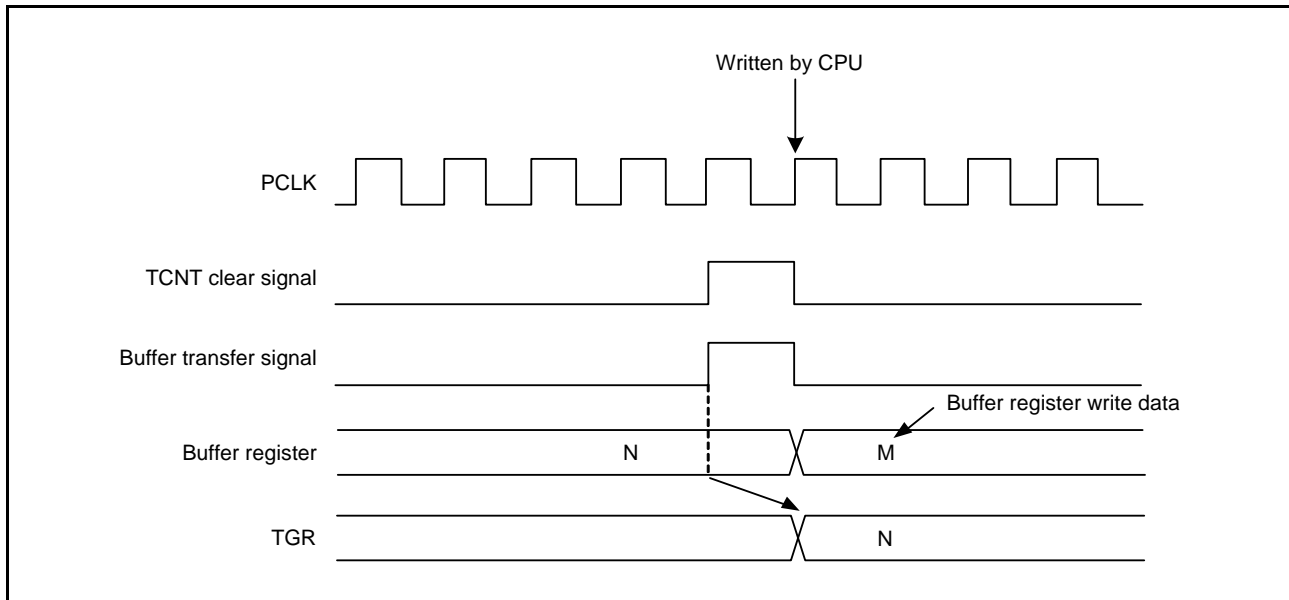 Written by CPU
PCLK
TCNT clear signal
Buffer transfer signal
Buffer register write data
Buffer register
N
M
TGR
N